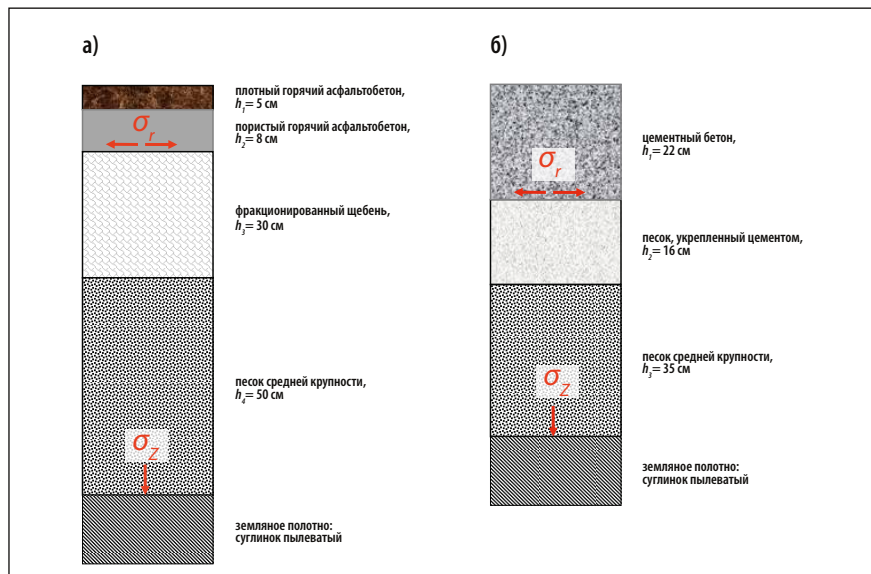 а)
плотный горячий асфальтобетон,
h₁= 5 см
пористый горячий асфальтобетон,
h₂= 8 см
σr
фракционированный щебень,
h₃= 30 см
песок средней крупности,
h₄= 50 см
σZ
земляное полотно:
суглинок пылеватый
б)
цементный бетон,
h₁= 22 см
σr
песок, укрепленный цементом,
h₂= 16 см
песок средней крупности,
h₃= 35 см
σZ
земляное полотно:
суглинок пылеватый